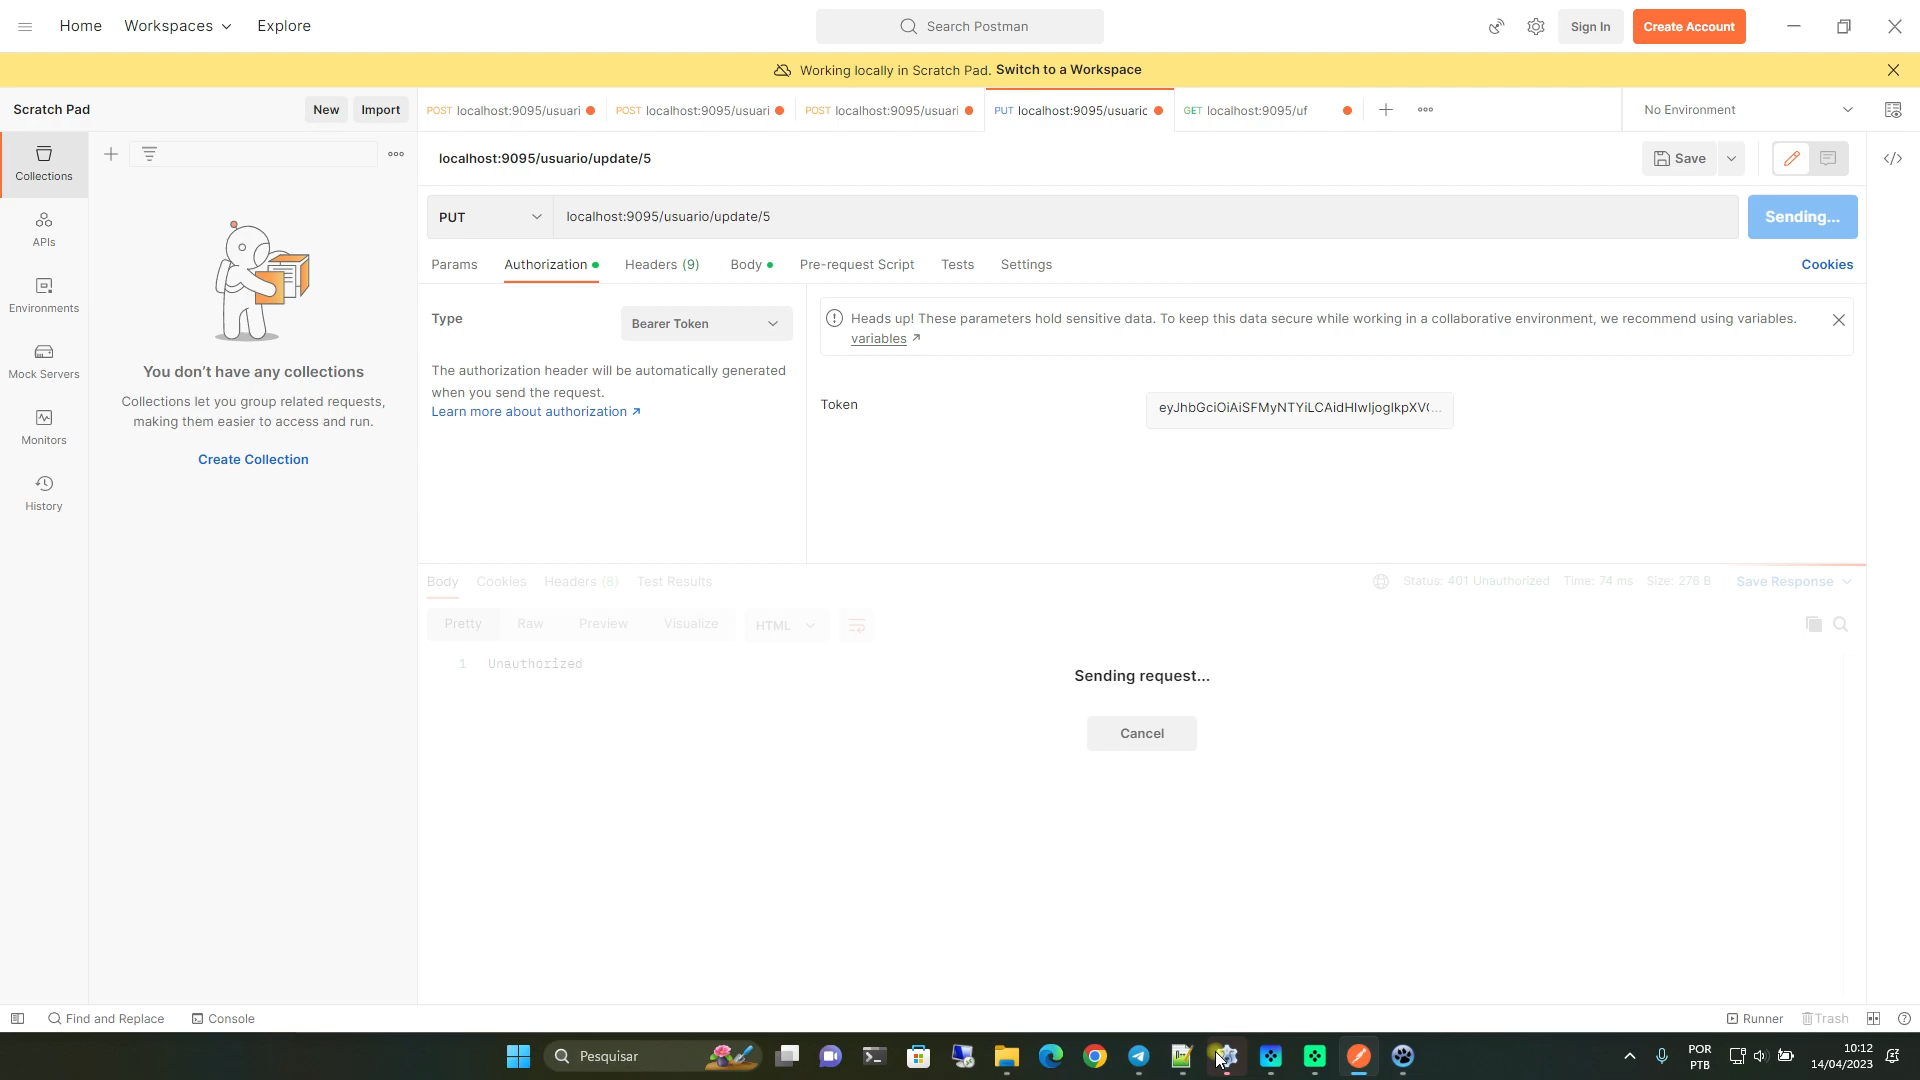 Home Workspaces Explore
Search Postman
Sign In Create Account
Working locally in Scratch Pad. Switch to a Workspace
Scratch Pad New Import
POST localhost:9095/usuari POST localhost:9095/usuari POST localhost:9095/usuari PUT localhost:9095/usuario GET localhost:9095/uf
No Environment
Collections
APIs
Environments
Mock Servers
Monitors
History
You don't have any collections
Collections let you group related requests,
making them easier to access and run.
Create Collection
localhost:9095/usuario/update/5
Save
PUT localhost:9095/usuario/update/5 Sending...
Params Authorization Headers (9) Body Pre-request Script Tests Settings Cookies
Type Bearer Token
The authorization header will be automatically generated
when you send the request.
Learn more about authorization
Heads up! These parameters hold sensitive data. To keep this data secure while working in a collaborative environment, we recommend using variables.
variables
Token
Body Cookies Headers (8) Test Results Status: 401 Unauthorized Time: 74 ms Size: 276 B Save Response
Pretty Raw Preview Visualize HTML
1 Unauthorized
Sending request...
Cancel
Find and Replace Console Runner Trash
Pesquisar
POR
PTB
10:12
14/04/2023